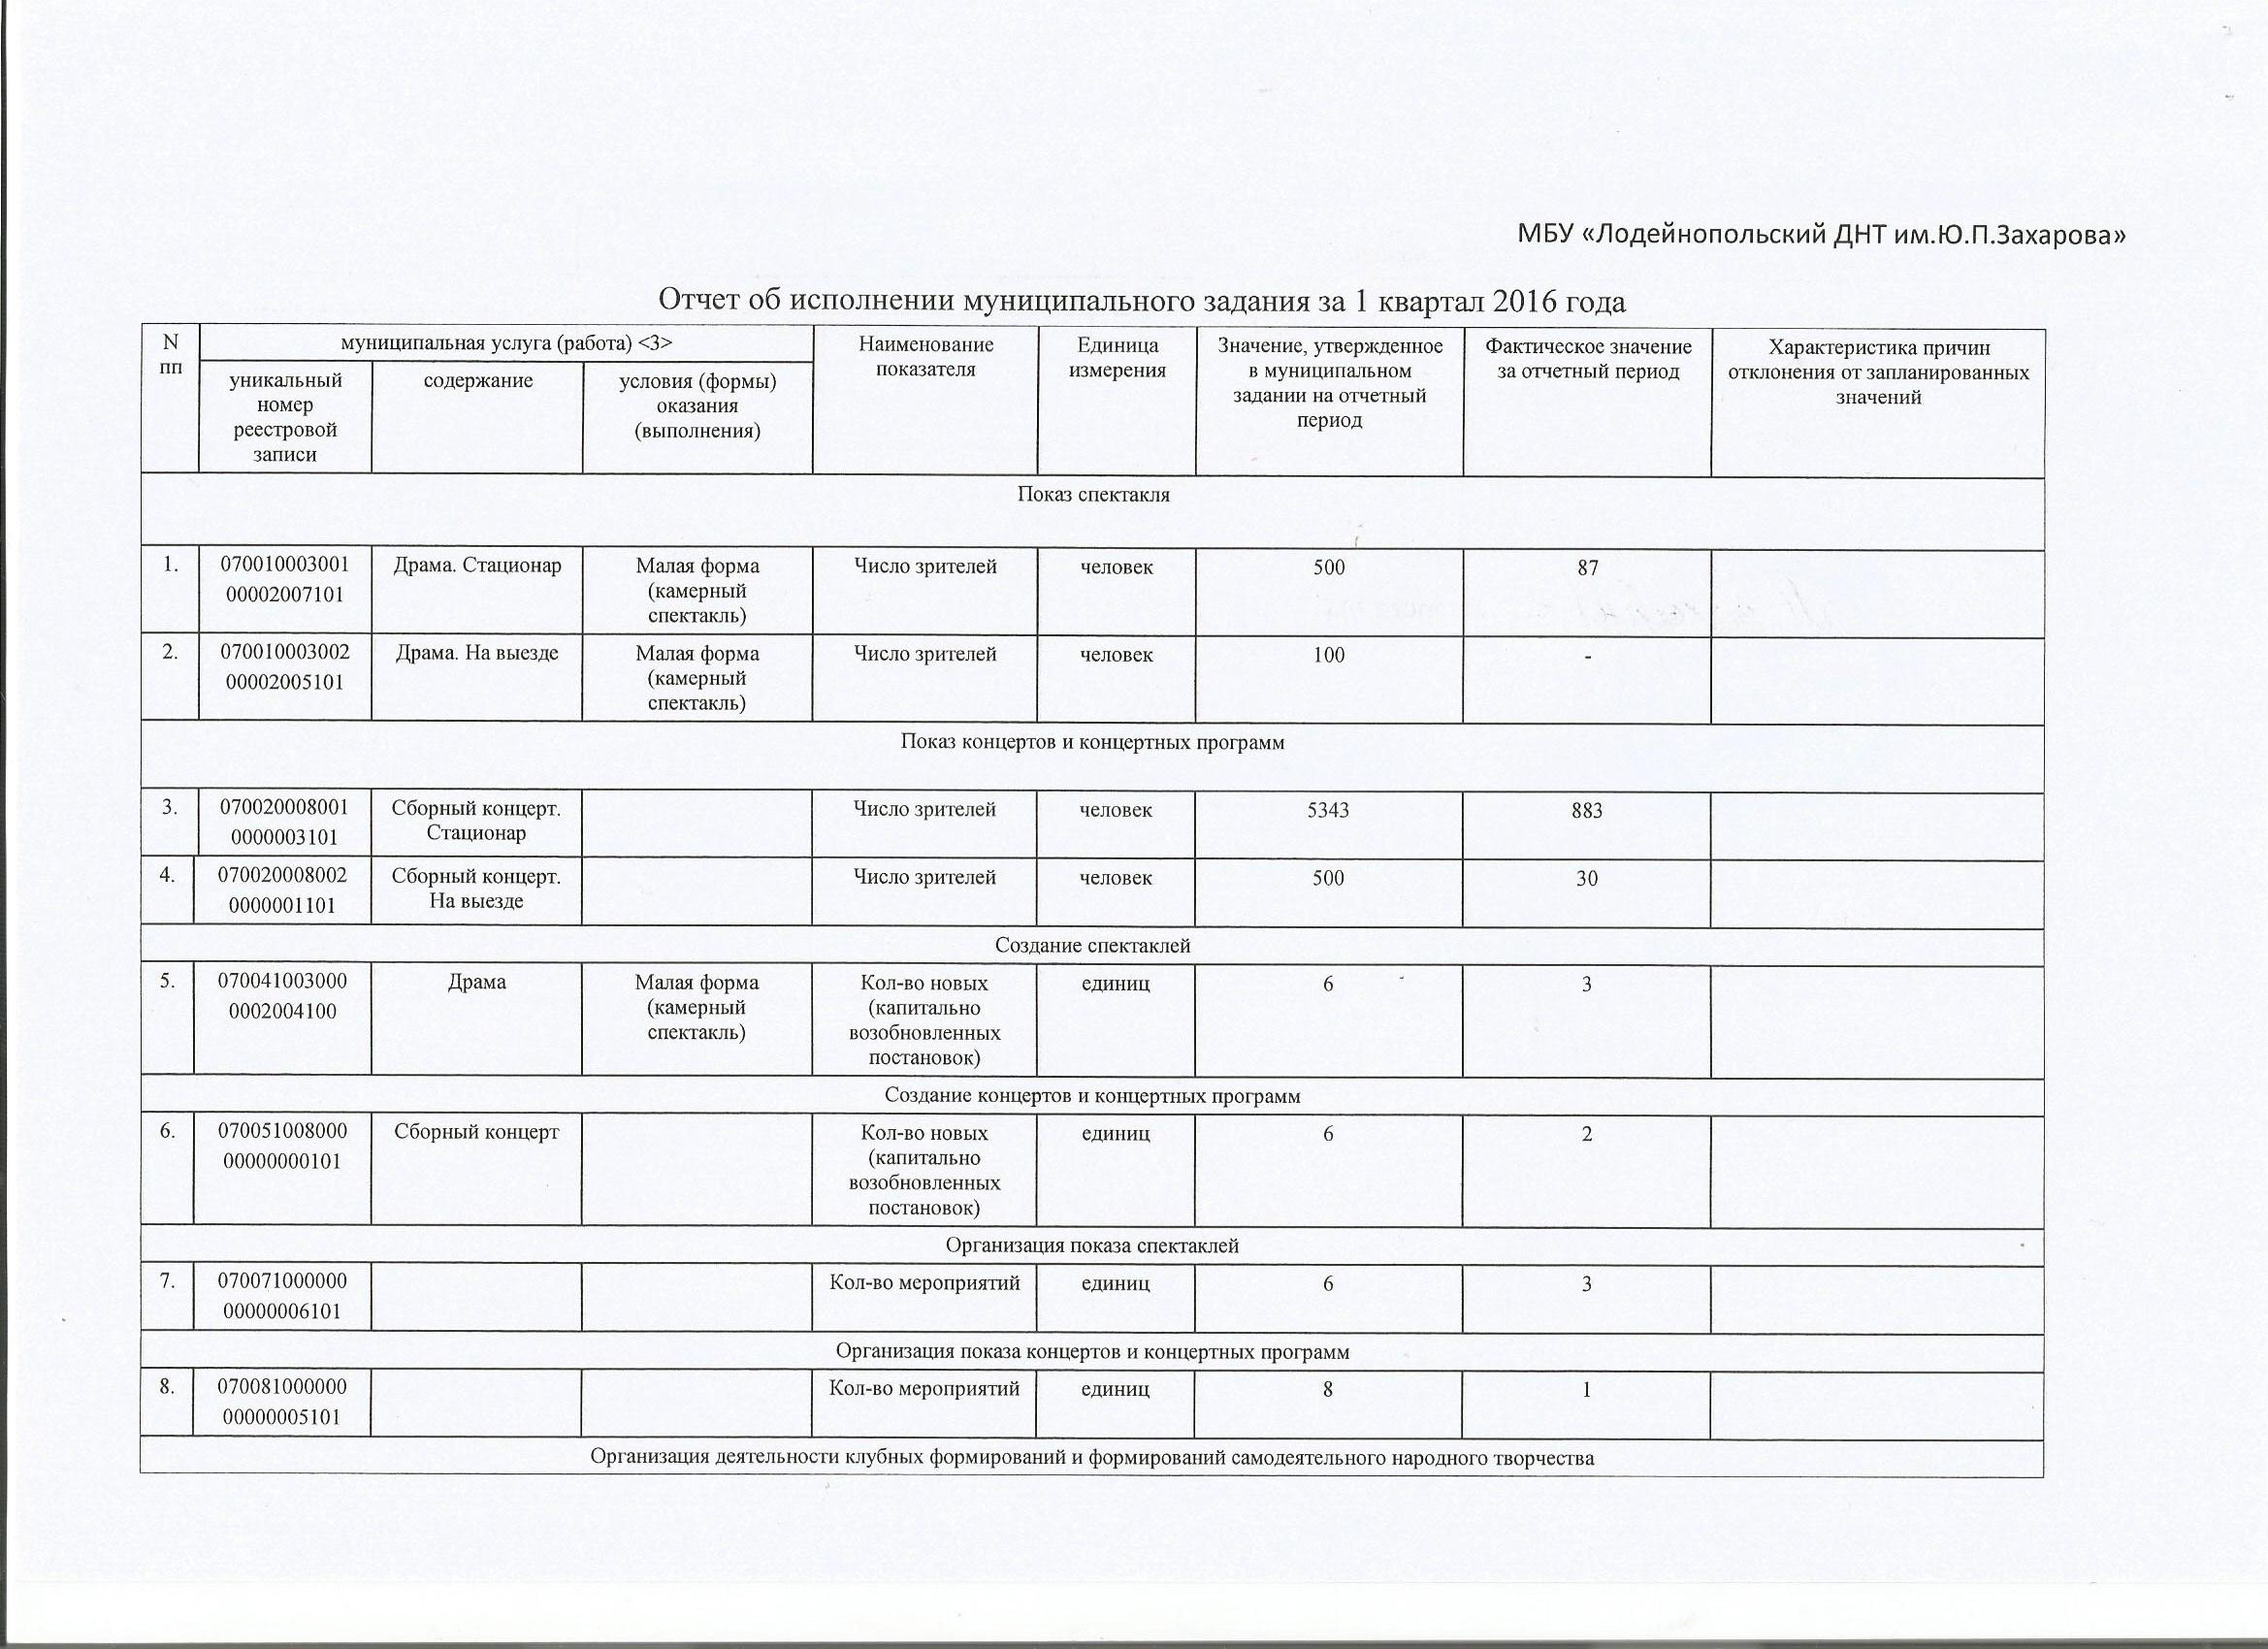 МБУ «Лодейнопольский ДНТ им.Ю.П.Захарова»
Отчет об исполнении муниципального задания за 1 квартал 2016 года
N
пп
муниципальная услуга (работа) <3>
уникальный
номер
реестровой
записи
содержание
условия (формы)
оказания
(выполнения)
Наименование
показателя
Единица
измерения
Значение, утвержденное
в муниципальном
задании на отчетный
период
Фактическое значение
за отчетный период
Характеристика причин
отклонения от запланированных
значений
Показ спектакля
1.
070010003001
00002007101
Драма. Стационар
Малая форма
(камерный
спектакль)
Число зрителей
человек
500
87
2.
070010003002
00002005101
Драма. На выезде
Малая форма
(камерный
спектакль)
Число зрителей
человек
100
-
Показ концертов и концертных программ
3.
070020008001
0000003101
Сборный концерт.
Стационар
Число зрителей
человек
5343
883
4.
070020008002
0000001101
Сборный концерт.
На выезде
Число зрителей
человек
500
30
Создание спектаклей
5.
070041003000
0002004100
Драма
Малая форма
(камерный
спектакль)
Кол-во новых
(капитально
возобновленных
постановок)
единиц
6
3
Создание концертов и концертных программ
6.
070051008000
00000000101
Сборный концерт
Кол-во новых
(капитально
возобновленных
постановок)
единиц
6
2
Организация показа спектаклей
7.
070071000000
00000006101
Кол-во мероприятий
единиц
6
3
Организация показа концертов и концертных программ
8.
070081000000
00000005101
Кол-во мероприятий
единиц
8
1
Организация деятельности клубных формирований и формирований самодеятельного народного творчества